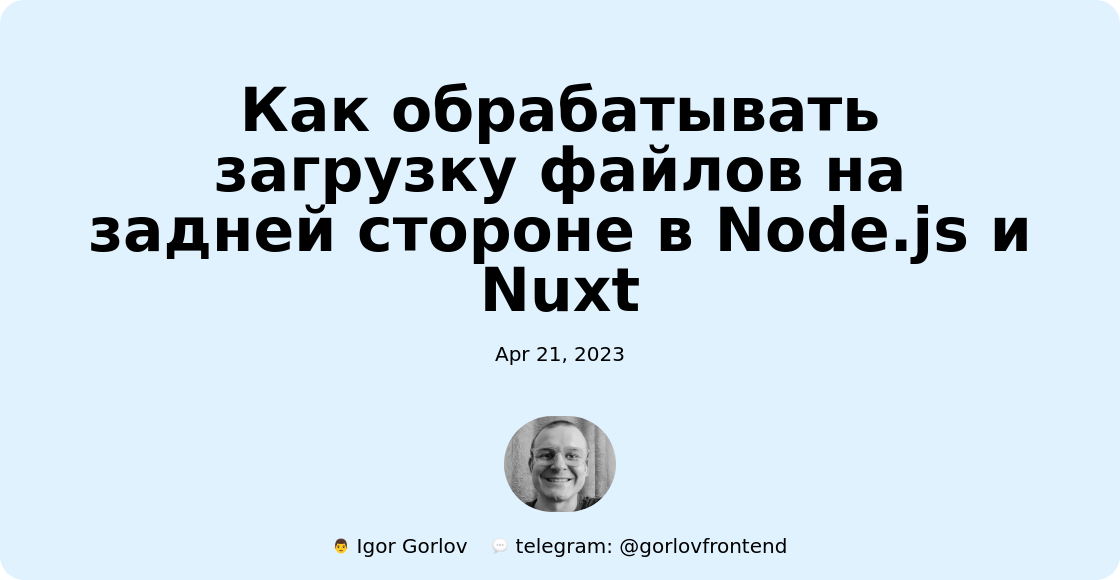 Как обрабатывать
загрузку файлов на
задней стороне в Node.js и
Nuxt
Apr 21, 2023
👨 Igor Gorlov 💬 telegram: @gorlovfrontend